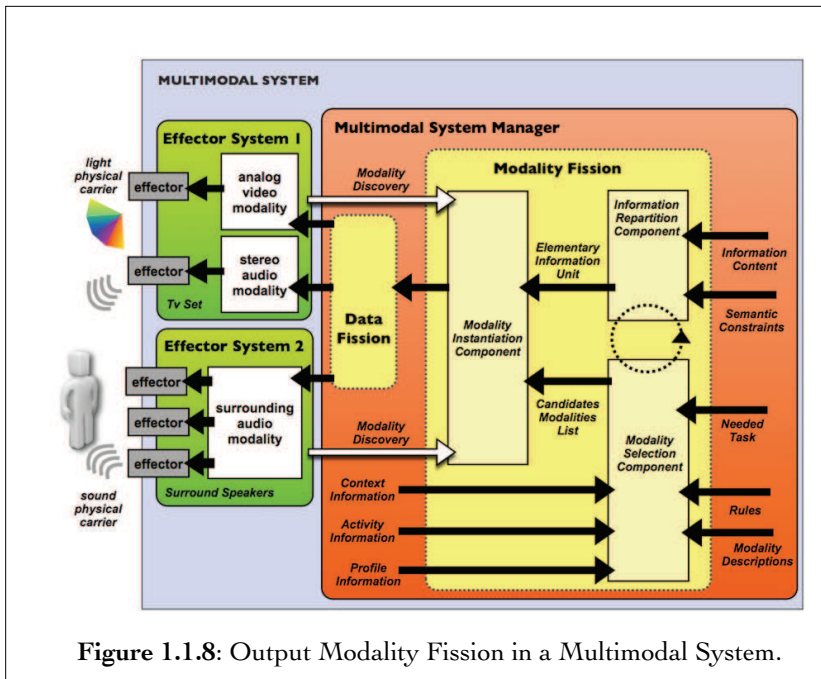 MULTIMODAL SYSTEM
Effector System 1
Multimodal System Manager
light
physical
carrier
effector
analog
video
modality
Modality
Discovery
Modality Fission
Information
Repartition
Component
Information
Content
Elementary
Information
Unit
effector
stereo
audio
modality
Tv Set
Data
Fission
Modality
Instantiation
Component
Semantic
Constraints
Effector System 2
effector
effector
effector
surrounding
audio
modality
Surround Speakers
sound
physical
carrier
Modality
Discovery
Candidates
Modalities
List
Modality
Selection
Component
Needed
Task
Context
Information
Rules
Activity
Information
Modality
Descriptions
Profile
Information
Figure 1.1.8: Output Modality Fission in a Multimodal System.